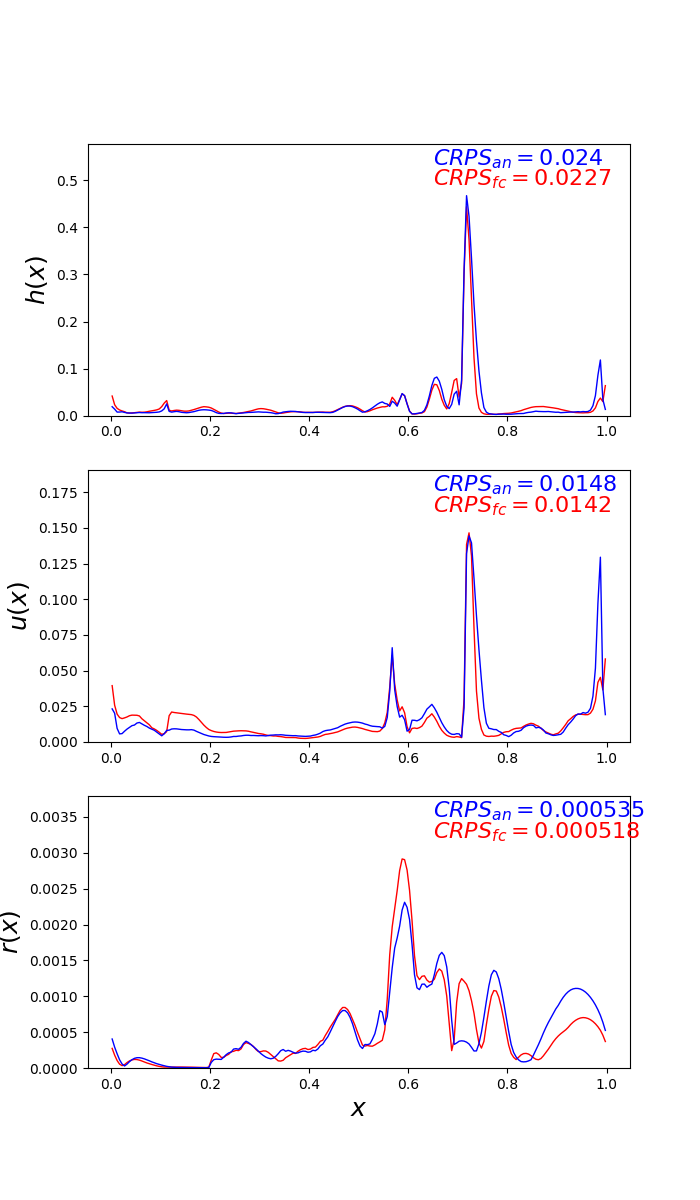 CRPS_an = 0.024
CRPS_fc = 0.0227
h(x)
0.5
0.4
0.3
0.2
0.1
0.0
0.0 0.2 0.4 0.6 0.8 1.0
CRPS_an = 0.0148
CRPS_fc = 0.0142
u(x)
0.175
0.150
0.125
0.100
0.075
0.050
0.025
0.000
0.0 0.2 0.4 0.6 0.8 1.0
CRPS_an = 0.000535
CRPS_fc = 0.000518
r(x)
0.0035
0.0030
0.0025
0.0020
0.0015
0.0010
0.0005
0.0000
0.0 0.2 0.4 0.6 0.8 1.0
x